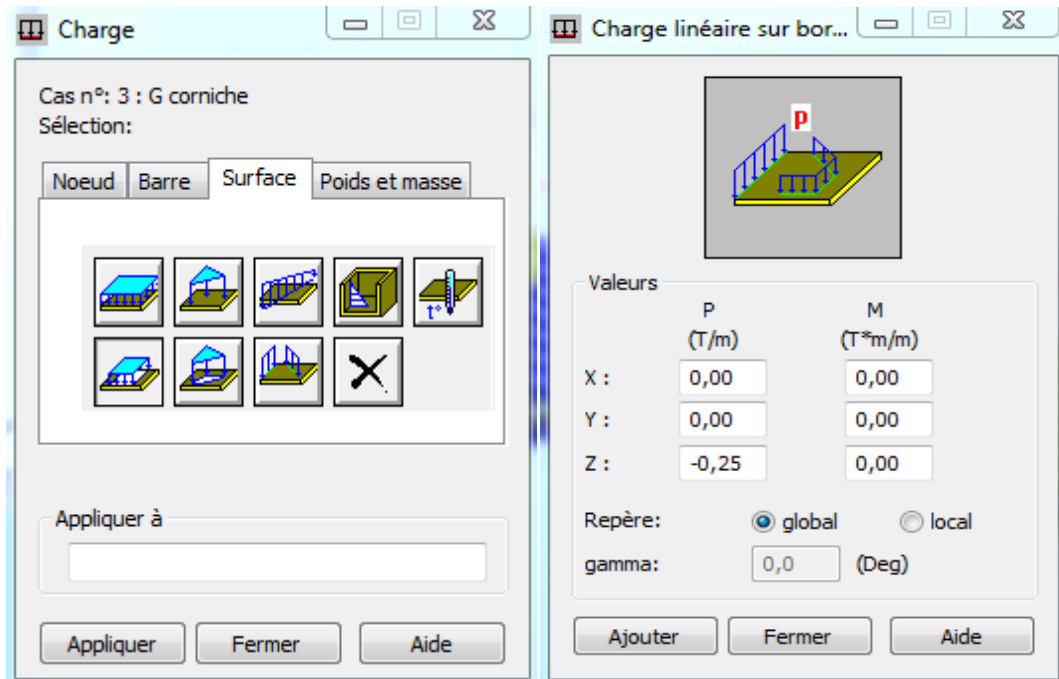 Charge
Cas n°: 3 : G corniche
Sélection:
Noeud Barre Surface Poids et masse
t°
Appliquer à
Appliquer Fermer Aide
Charge linéaire sur bor...
p
Valeurs
P M
(T/m) (T*m/m)
X : 0,00 0,00
Y : 0,00 0,00
Z : -0,25 0,00
Repère: global local
gamma: 0,0 (Deg)
Ajouter Fermer Aide